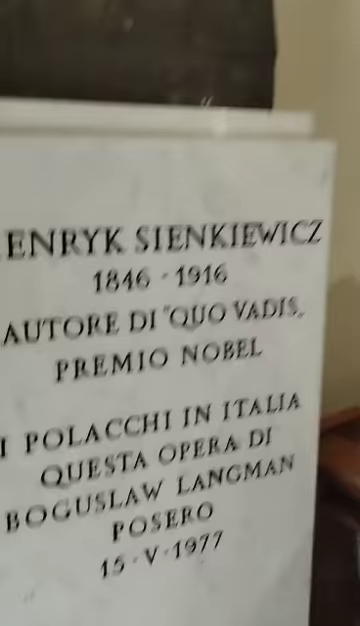 ENRYK SIENKIEWICZ
1846 - 1916
AUTORE DI "QUO VADIS"
PREMIO NOBEL
I POLACCHI IN ITALIA
QUESTA OPERA DI
BOGUSLAW LANGMAN
POSERO
15·V·1977